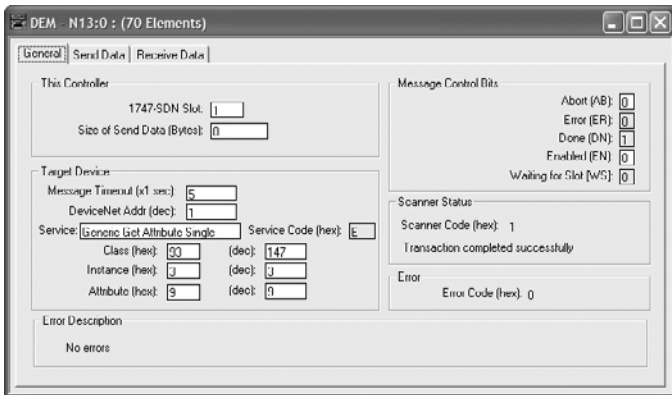 DEM - N13:0 : (70 Elements)
General Send Data Receive Data
This Controller
1747-SDN Slot: 1
Size of Send Data (Bytes): 0
Target Device
Message Timeout (x1 sec): 5
DeviceNet Addr (dec): 1
Service: Generic Get Attribute Single Service Code (hex): E
Class (hex): 93 (dec): 147
Instance (hex): 3 (dec): 3
Attribute (hex): 9 (dec): 9
Message Control Bits
Abort (AB): 0
Error (ER): 0
Done (DN): 1
Enabled (EN): 0
Waiting for Slot [WS]: 0
Scanner Status
Scanner Code (hex): 1
Transaction completed successfully
Error
Error Code (hex): 0
Error Description
No errors